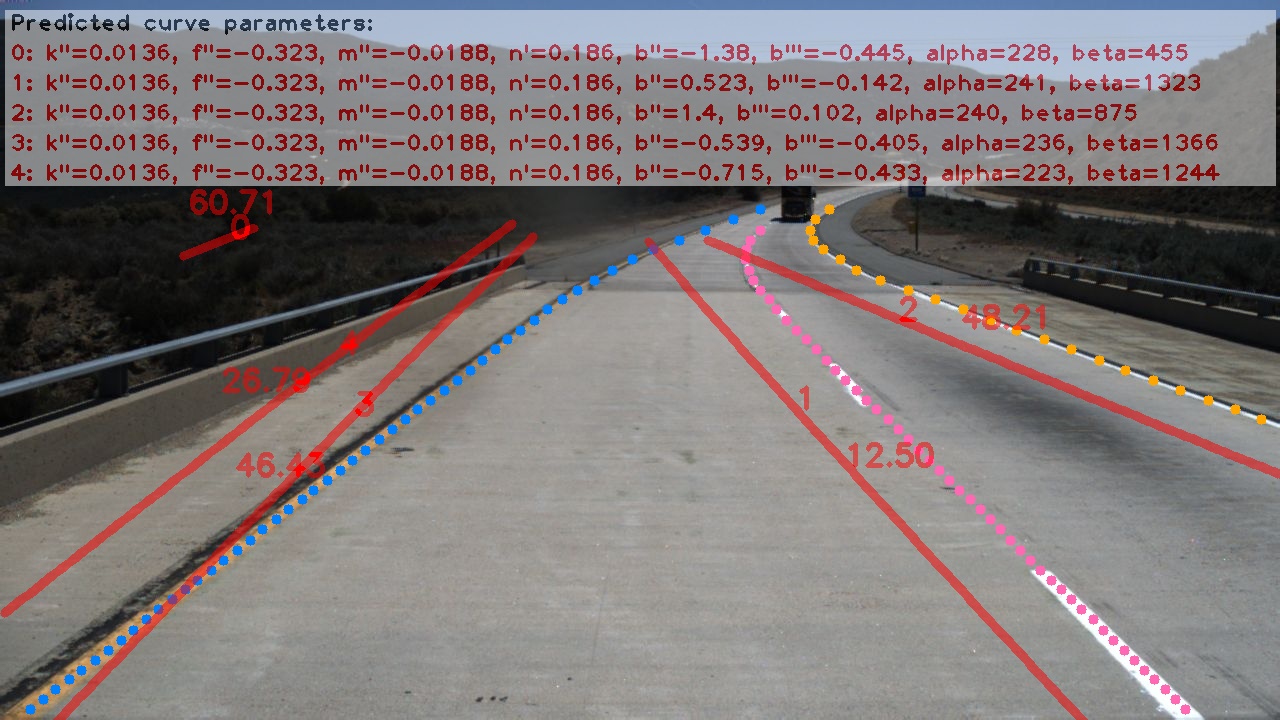 Predicted curve parameters:
0: k''=0.0136, f''=-0.323, m''=-0.0188, n'=0.186, b''=-1.38, b'''=-0.445, alpha=228, beta=455
1: k''=0.0136, f''=-0.323, m''=-0.0188, n'=0.186, b''=0.523, b'''=-0.142, alpha=241, beta=1323
2: k''=0.0136, f''=-0.323, m''=-0.0188, n'=0.186, b''=1.4, b'''=0.102, alpha=240, beta=875
3: k''=0.0136, f''=-0.323, m''=-0.0188, n'=0.186, b''=-0.539, b'''=-0.405, alpha=236, beta=1366
4: k''=0.0136, f''=-0.323, m''=-0.0188, n'=0.186, b''=-0.715, b'''=-0.433, alpha=223, beta=1244
60.71
0
2
48.21
4
26.79
3
1
46.43
12.50